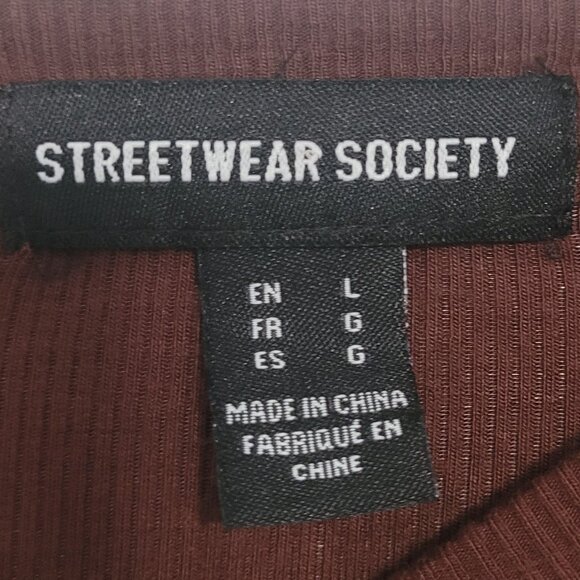 STREETWEAR SOCIETY
EN L
FR G
ES G
MADE IN CHINA
FABRIQUÉ EN
CHINE